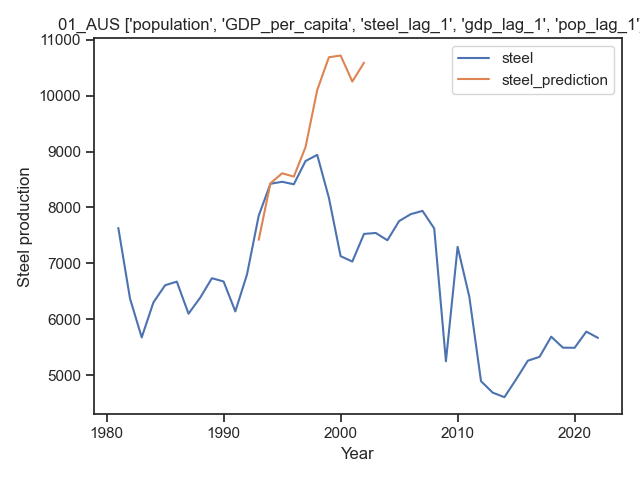 01_AUS ['population', 'GDP_per_capita', 'steel_lag_1', 'gdp_lag_1', 'pop_lag_1'
steel
steel_prediction
Steel production
11000
10000
9000
8000
7000
6000
5000
1980
1990
2000
2010
2020
Year